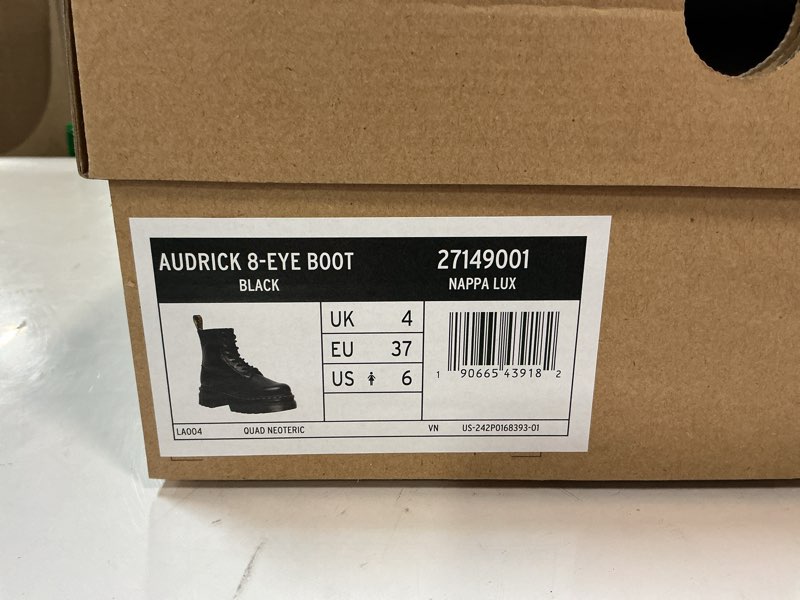 AUDRICK 8-EYE BOOT 27149001
BLACK NAPPA LUX
UK 4
EU 37
US 6
1 90665 43918 2
LA004 QUAD NEOTERIC VN US-242P0168393-01